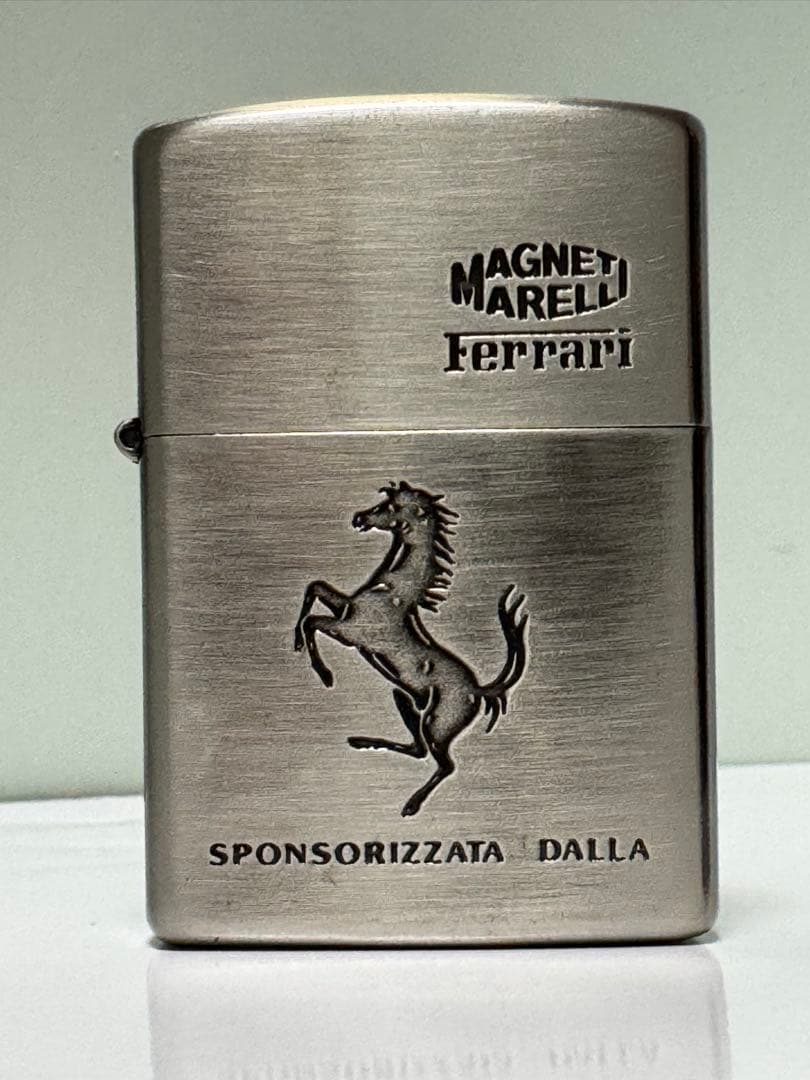 MAGNETI
MARELLI
Ferrari
SPONSORIZZATA DALLA